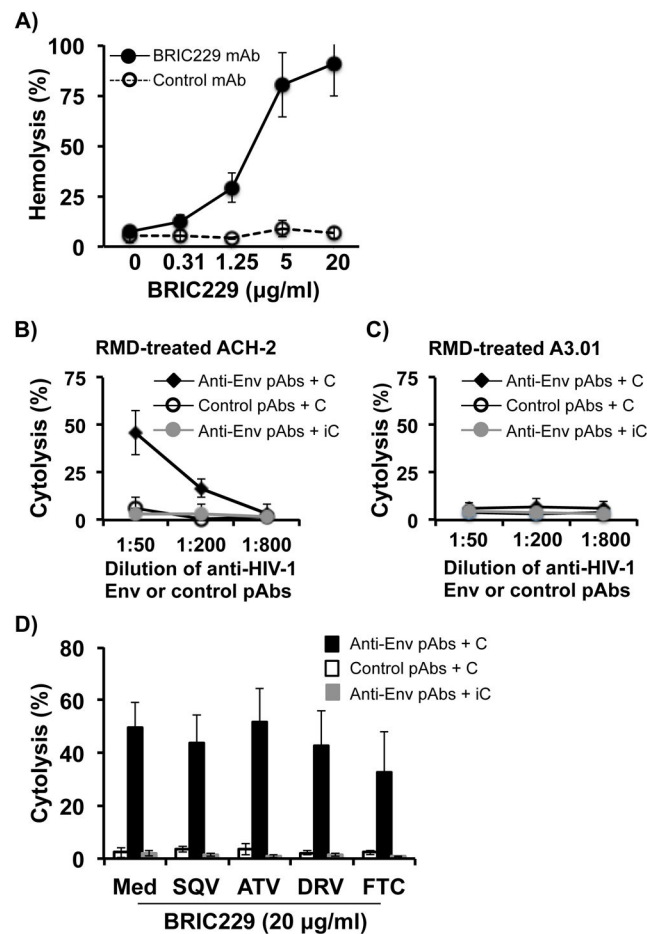 A)
100
75
50
25
0
Hemolysis (%)
BRIC229 mAb
Control mAb
0 0.31 1.25 5 20
BRIC229 (µg/ml)
B)
RMD-treated ACH-2
75
50
25
0
Cytolysis (%)
Anti-Env pAbs + C
Control pAbs + C
Anti-Env pAbs + iC
1:50 1:200 1:800
Dilution of anti-HIV-1
Env or control pAbs
C)
RMD-treated A3.01
75
50
25
0
Cytolysis (%)
Anti-Env pAbs + C
Control pAbs + C
Anti-Env pAbs + iC
1:50 1:200 1:800
Dilution of anti-HIV-1
Env or control pAbs
D)
80
60
40
20
0
Cytolysis (%)
Anti-Env pAbs + C
Control pAbs + C
Anti-Env pAbs + iC
Med SQV ATV DRV FTC
BRIC229 (20 µg/ml)